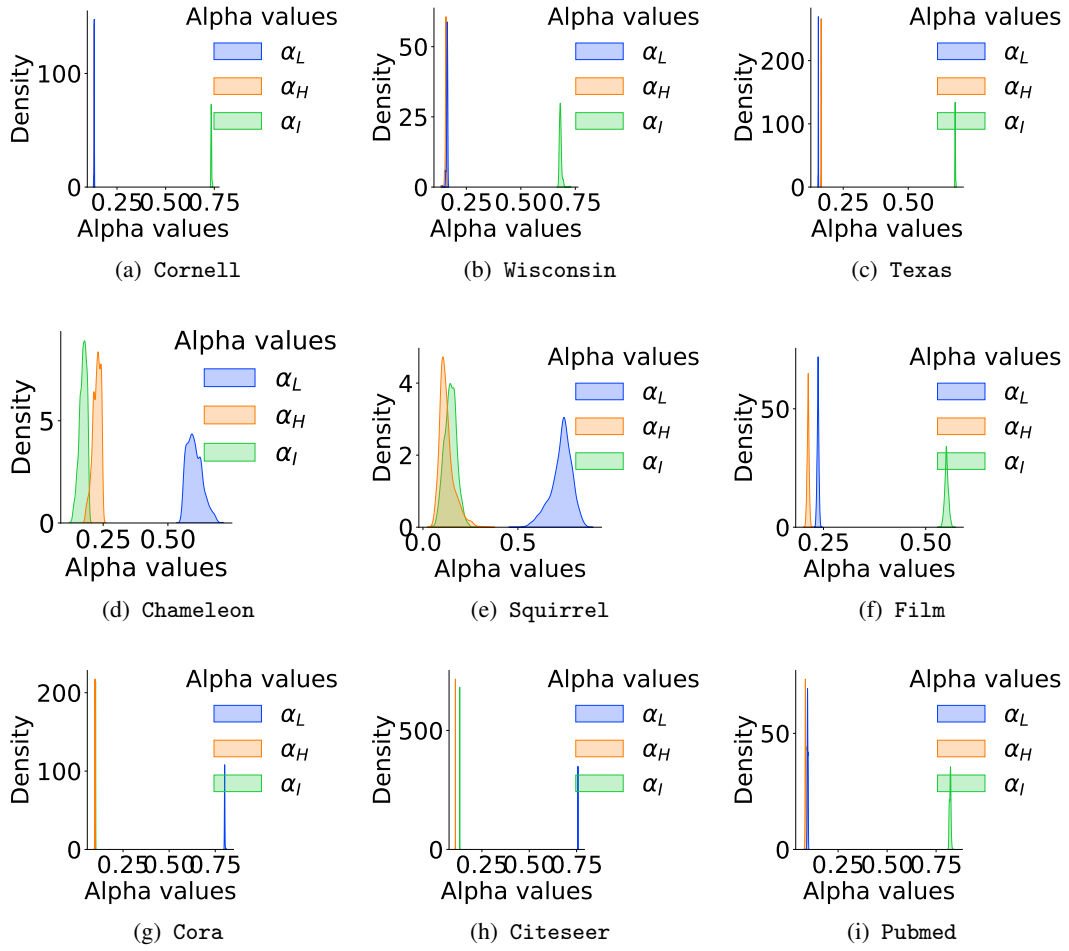 Alpha values
α_L
α_H
α_I
Density
100
0
0.25
0.50
0.75
Alpha values
(a) Cornell
Alpha values
α_L
α_H
α_I
Density
50
25
0
0.25
0.50
0.75
Alpha values
(b) Wisconsin
Alpha values
α_L
α_H
α_I
Density
200
100
0
0.25
0.50
Alpha values
(c) Texas
Alpha values
α_L
α_H
α_I
Density
5
0
0.25
0.50
Alpha values
(d) Chameleon
Alpha values
α_L
α_H
α_I
Density
4
2
0
0.0
0.5
Alpha values
(e) Squirrel
Alpha values
α_L
α_H
α_I
Density
50
0
0.25
0.50
Alpha values
(f) Film
Alpha values
α_L
α_H
α_I
Density
200
100
0
0.25
0.50
0.75
Alpha values
(g) Cora
Alpha values
α_L
α_H
α_I
Density
500
0
0.25
0.50
0.75
Alpha values
(h) Citeseer
Alpha values
α_L
α_H
α_I
Density
50
0
0.25
0.50
0.75
Alpha values
(i) Pubmed